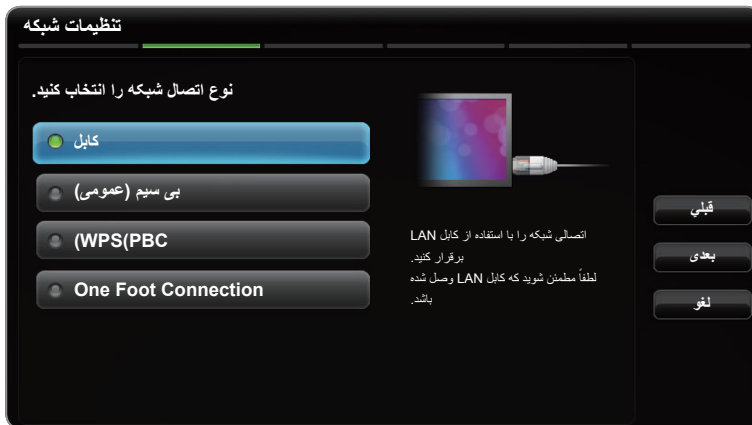 تنظیمات شبکه
نوع اتصال شبکه را انتخاب کنید.
کابل
بی سیم (عمومی)
(WPS(PBC
One Foot Connection
اتصالی شبکه را با استفاده از کابل LAN
برقرار کنید.
لطفاً مطمئن شوید که کابل LAN وصل شده
باشد.
قبلي
بعدی
لغو